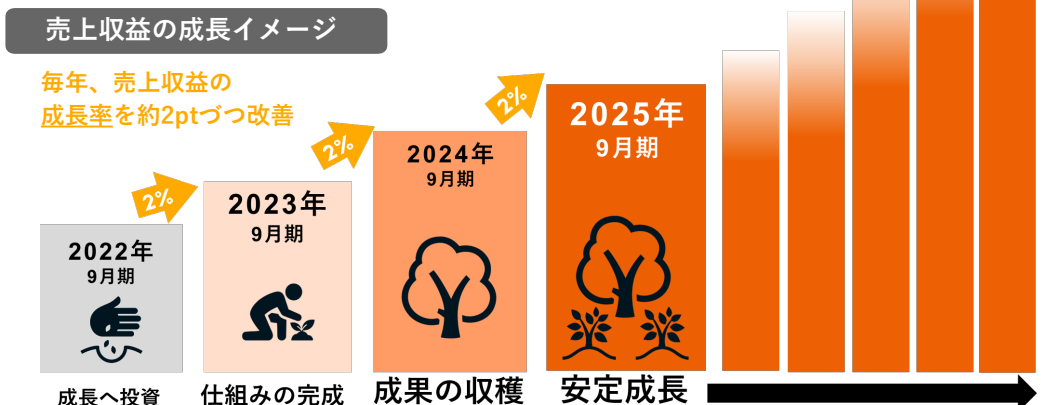 売上収益の成長イメージ
毎年、売上収益の
成長率を約2ptづつ改善
2%
2%
2%
2022年
9月期
2023年
9月期
2024年
9月期
2025年
9月期
成長へ投資
仕組みの完成
成果の収穫
安定成長